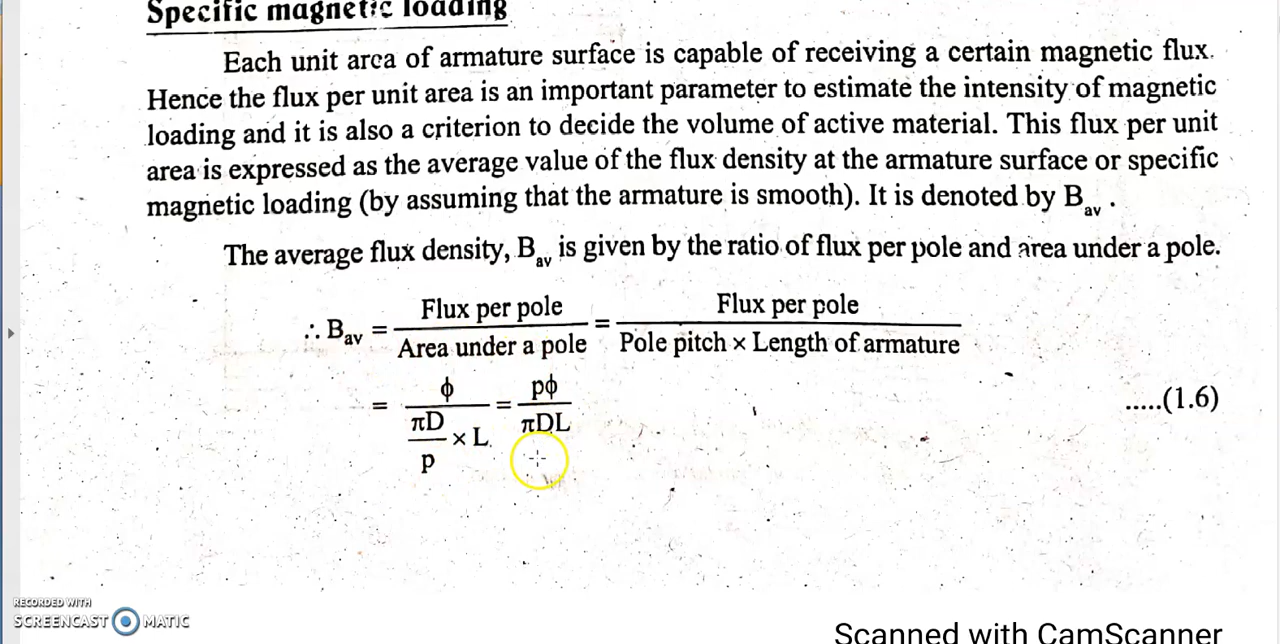 Specific magnetic loading
Each unit area of armature surface is capable of receiving a certain magnetic flux.
Hence the flux per unit area is an important parameter to estimate the intensity of magnetic
loading and it is also a criterion to decide the volume of active material. This flux per unit
area is expressed as the average value of the flux density at the armature surface or specific
magnetic loading (by assuming that the armature is smooth). It is denoted by B_av .
The average flux density, B_av is given by the ratio of flux per pole and area under a pole.
∴ B_av = Flux per pole / Area under a pole = Flux per pole / Pole pitch × Length of armature
= ϕ / (πD / p × L) = pϕ / πDL .....(1.6)
RECORDED WITH
SCREENCAST MATIC
Scanned with CamScanner